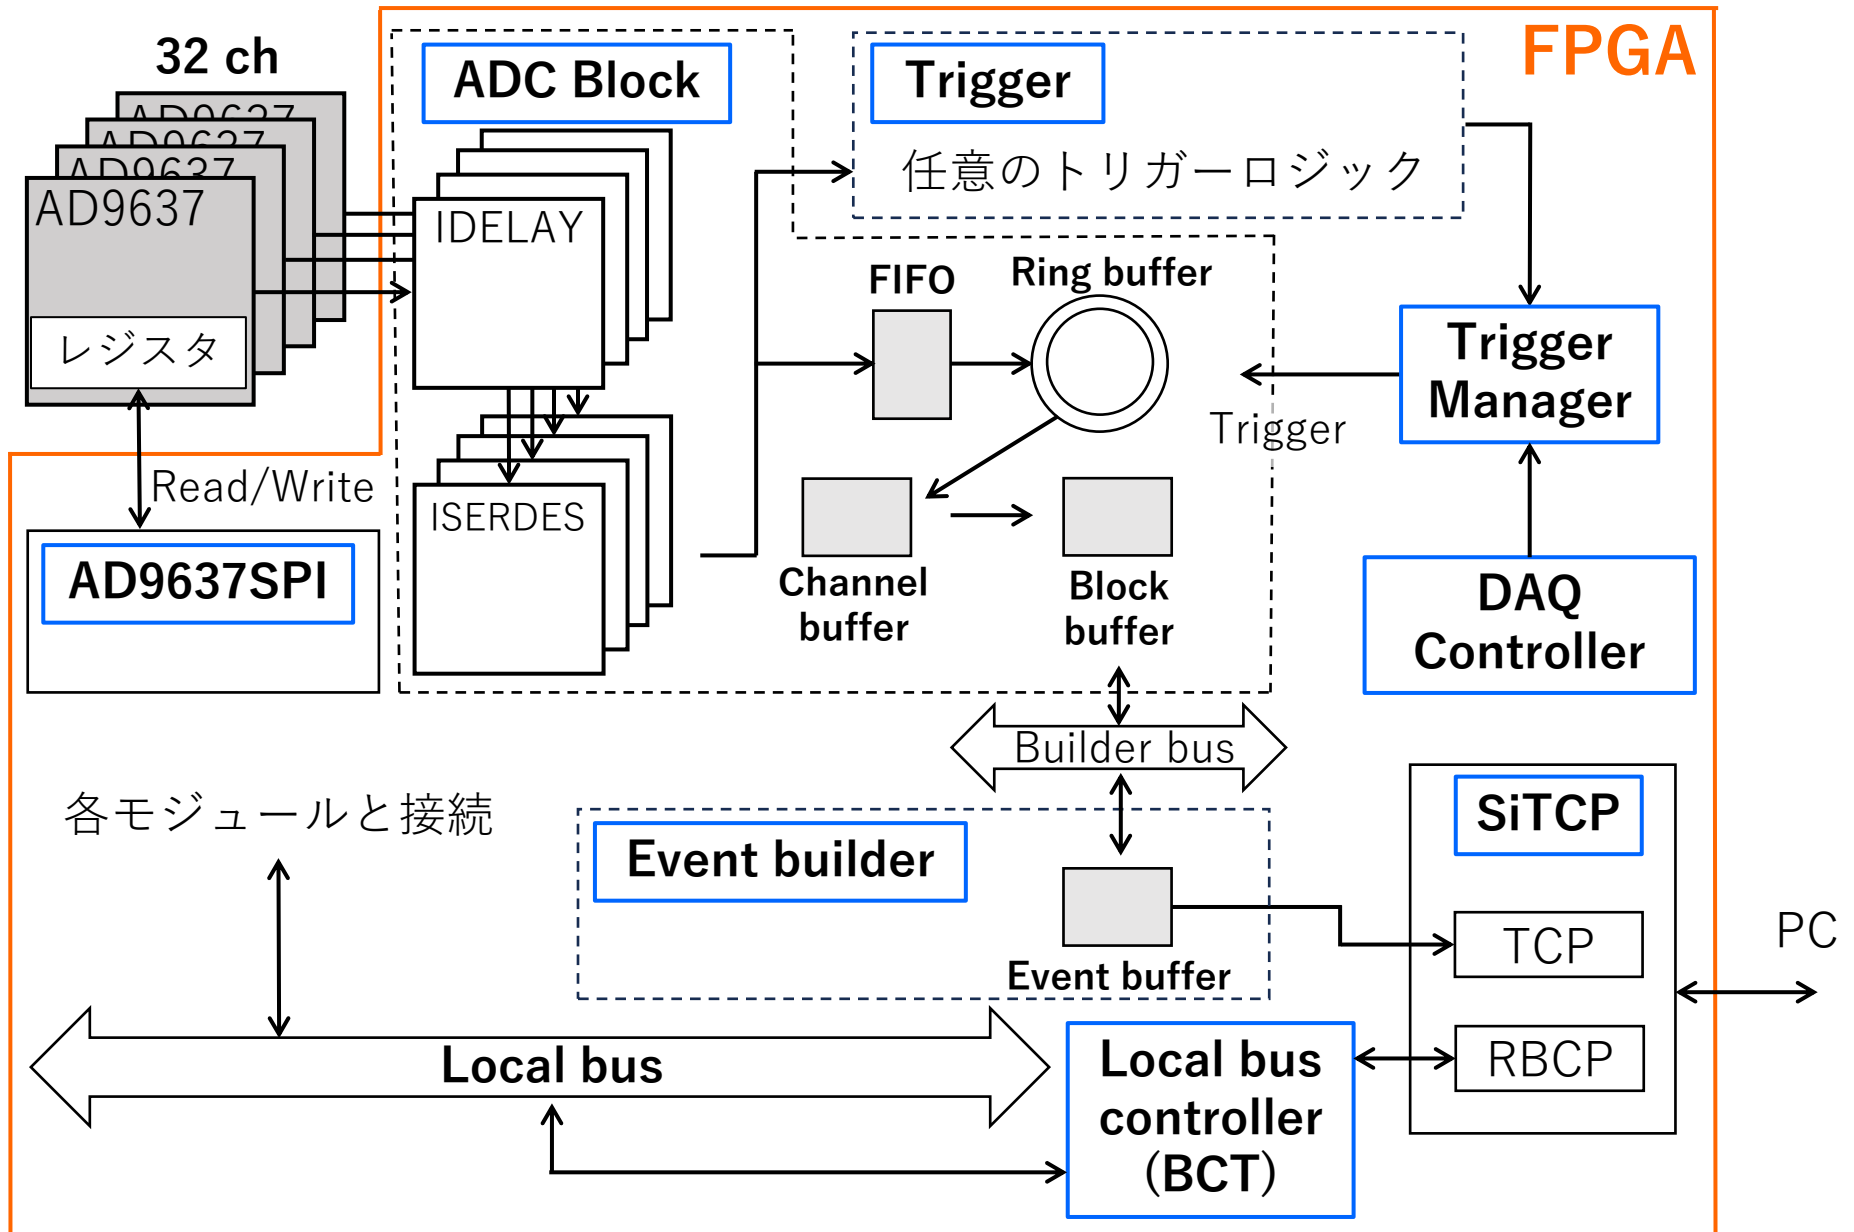 FPGA
32 ch
ADC Block
Trigger
任意のトリガーロジック
AD9637
AD9637
AD9637
AD9637
レジスタ
IDELAY
FIFO
Ring buffer
Trigger
Manager
Trigger
Read/Write
ISERDES
AD9637SPI
Channel
buffer
Block
buffer
DAQ
Controller
Builder bus
各モジュールと接続
Event builder
SiTCP
TCP
PC
Event buffer
Local bus
Local bus
controller
(BCT)
RBCP